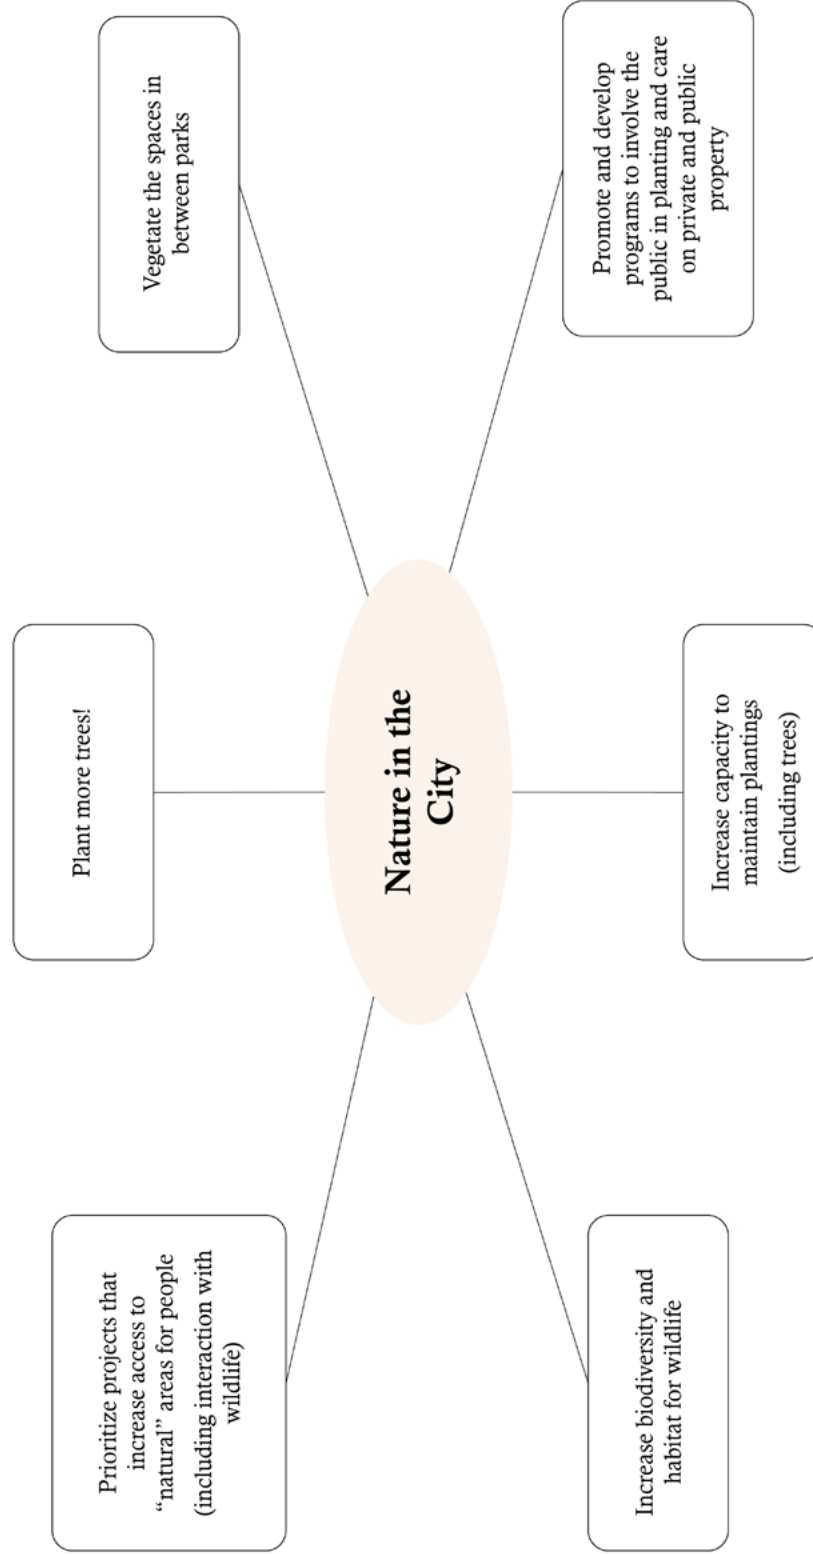 Prioritize projects that
increase access to
“natural” areas for people
(including interaction with
wildlife)
Plant more trees!
Vegetate the spaces in
between parks
Nature in the
City
Increase biodiversity and
habitat for wildlife
Increase capacity to
maintain plantings
(including trees)
Promote and develop
programs to involve the
public in planting and care
on private and public
property